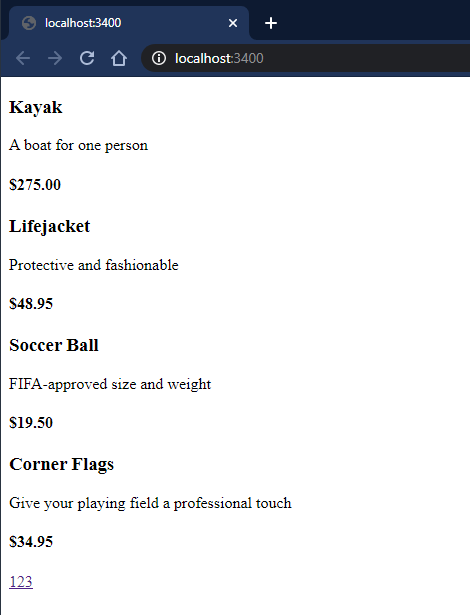 localhost:3400
localhost:3400
Kayak
A boat for one person
$275.00
Lifejacket
Protective and fashionable
$48.95
Soccer Ball
FIFA-approved size and weight
$19.50
Corner Flags
Give your playing field a professional touch
$34.95
123